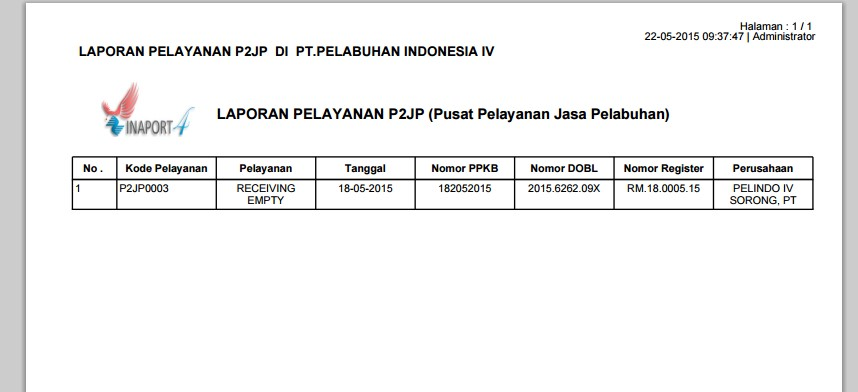 Halaman : 1 / 1
22-05-2015 09:37:47 | Administrator
LAPORAN PELAYANAN P2JP DI PT.PELABUHAN INDONESIA IV
INAPORT4
LAPORAN PELAYANAN P2JP (Pusat Pelayanan Jasa Pelabuhan)
No . Kode Pelayanan Pelayanan Tanggal Nomor PPKB Nomor DOBL Nomor Register Perusahaan
1 P2JP0003 RECEIVING 18-05-2015 182052015 2015.6262.09X RM.18.0005.15 PELINDO IV
EMPTY SORONG, PT